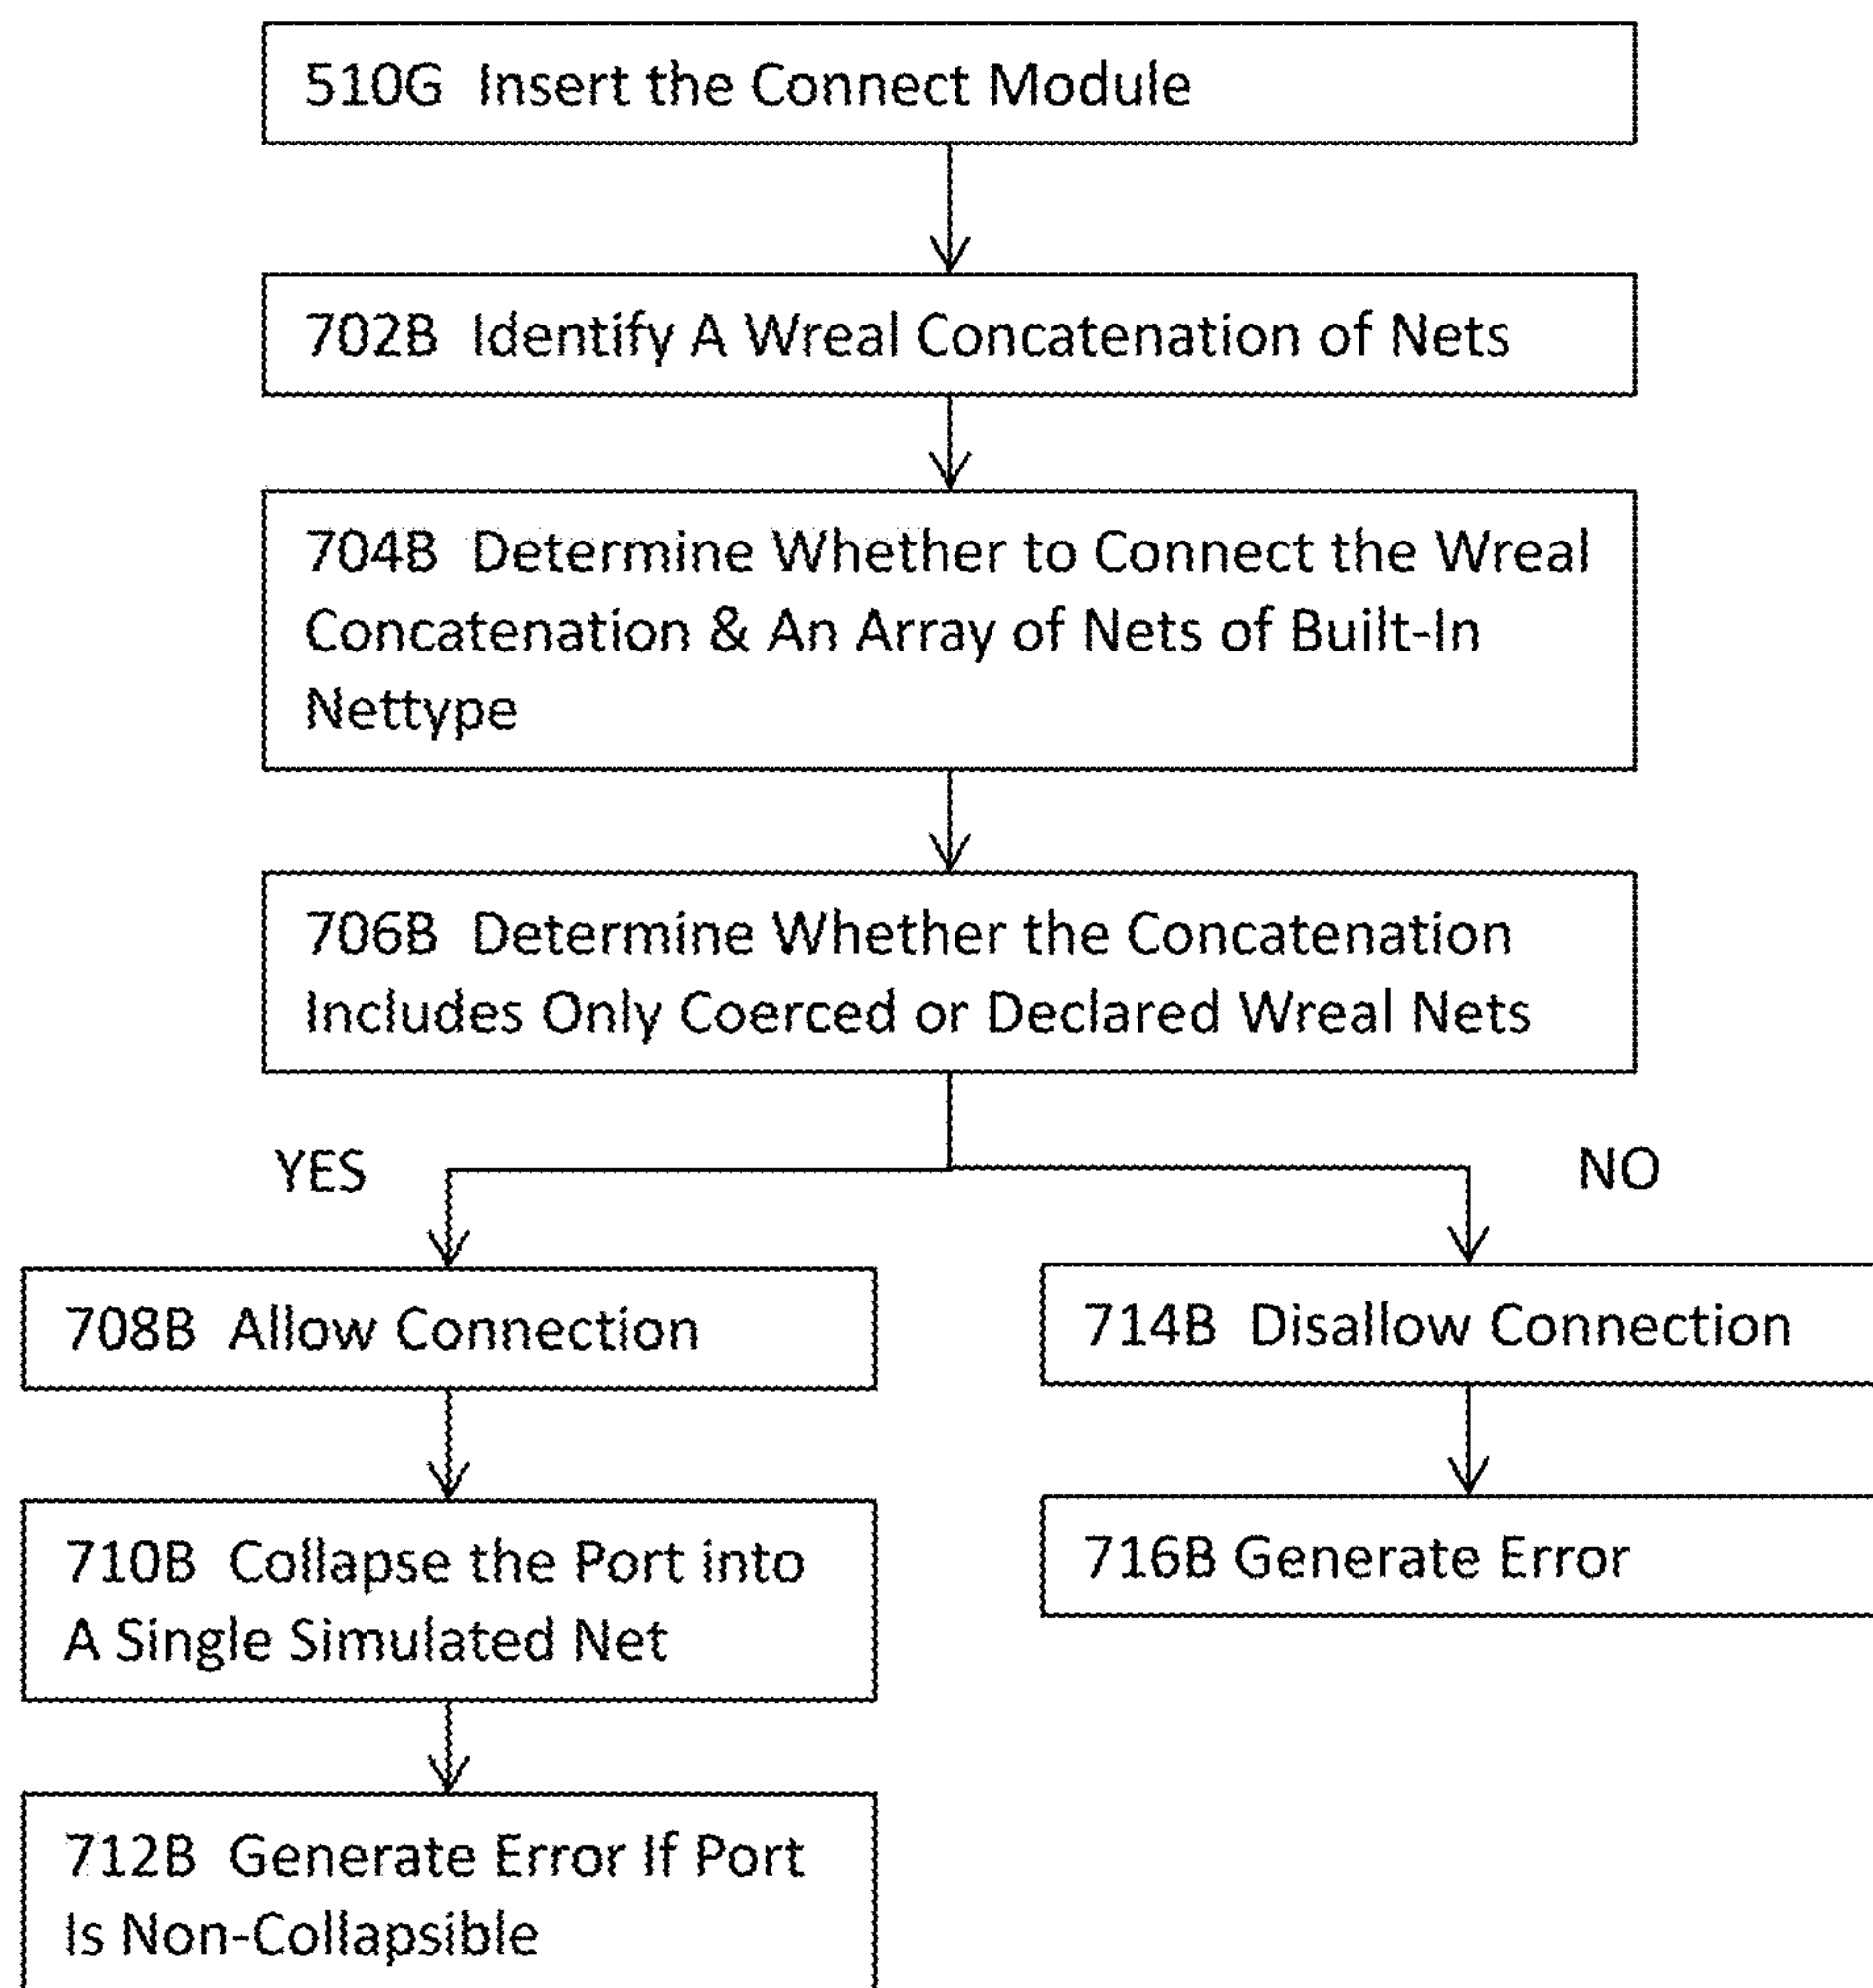 510G Insert the Connect Module
702B Identify A Wreal Concatenation of Nets
704B Determine Whether to Connect the Wreal
Concatenation & An Array of Nets of Built-In
Nettype
706B Determine Whether the Concatenation
Includes Only Coerced or Declared Wreal Nets
YES
NO
708B Allow Connection
714B Disallow Connection
710B Collapse the Port into
A Single Simulated Net
716B Generate Error
712B Generate Error If Port
Is Non-Collapsible